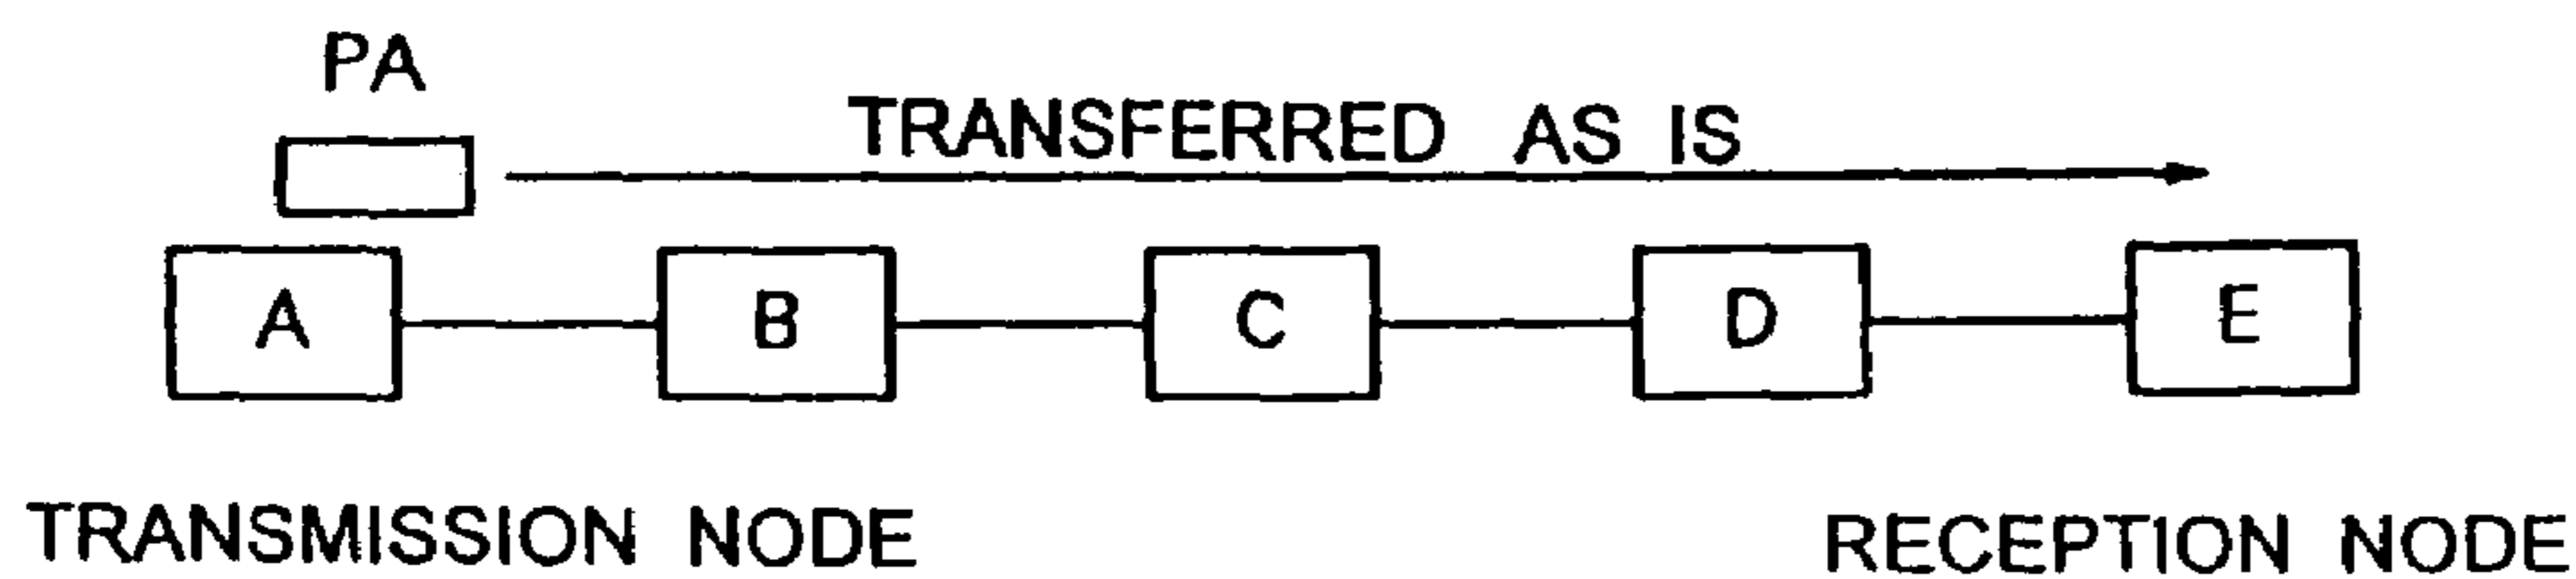 PA
TRANSFERRED AS IS
A B C D E
TRANSMISSION NODE RECEPTION NODE